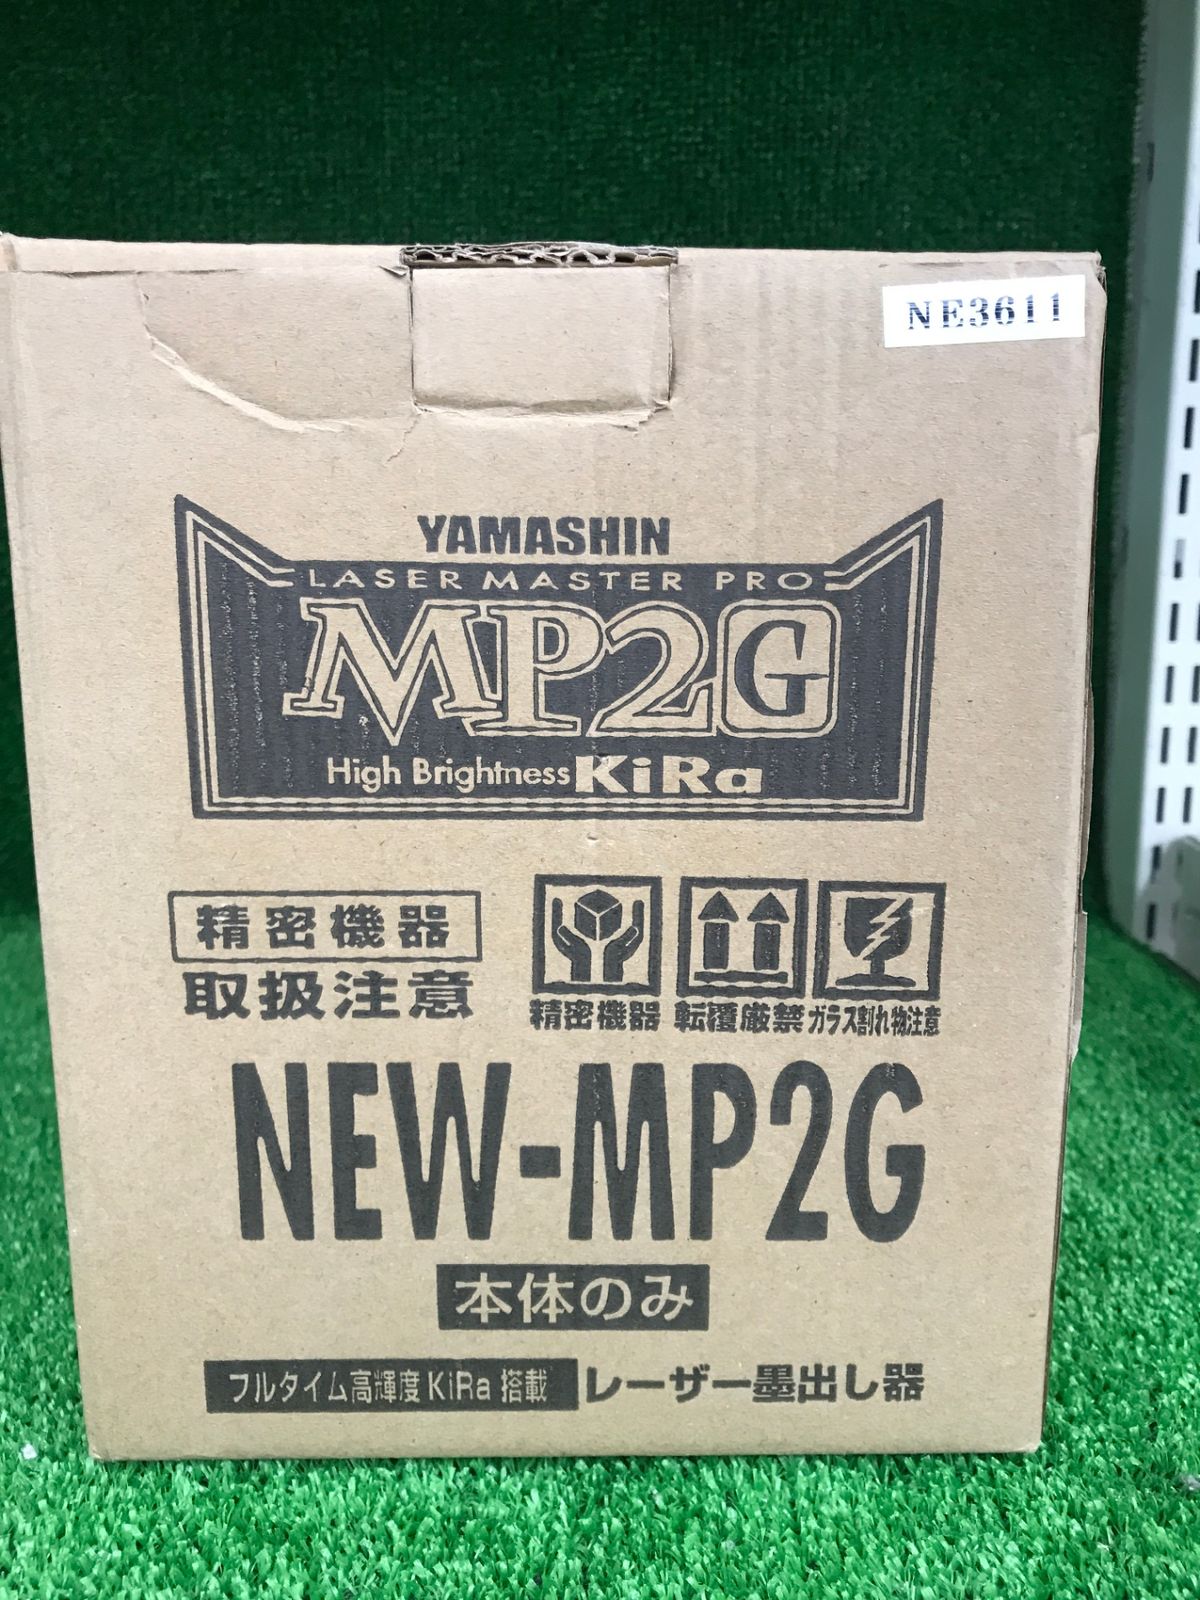 NE3611
YAMASHIN
LASER MASTER PRO
MP2G
High Brightness KiRa
精密機器
取扱注意
精密機器 転覆厳禁 ガラス割れ物注意
NEW-MP2G
本体のみ
フルタイム高輝度KiRa搭載 レーザー墨出し器